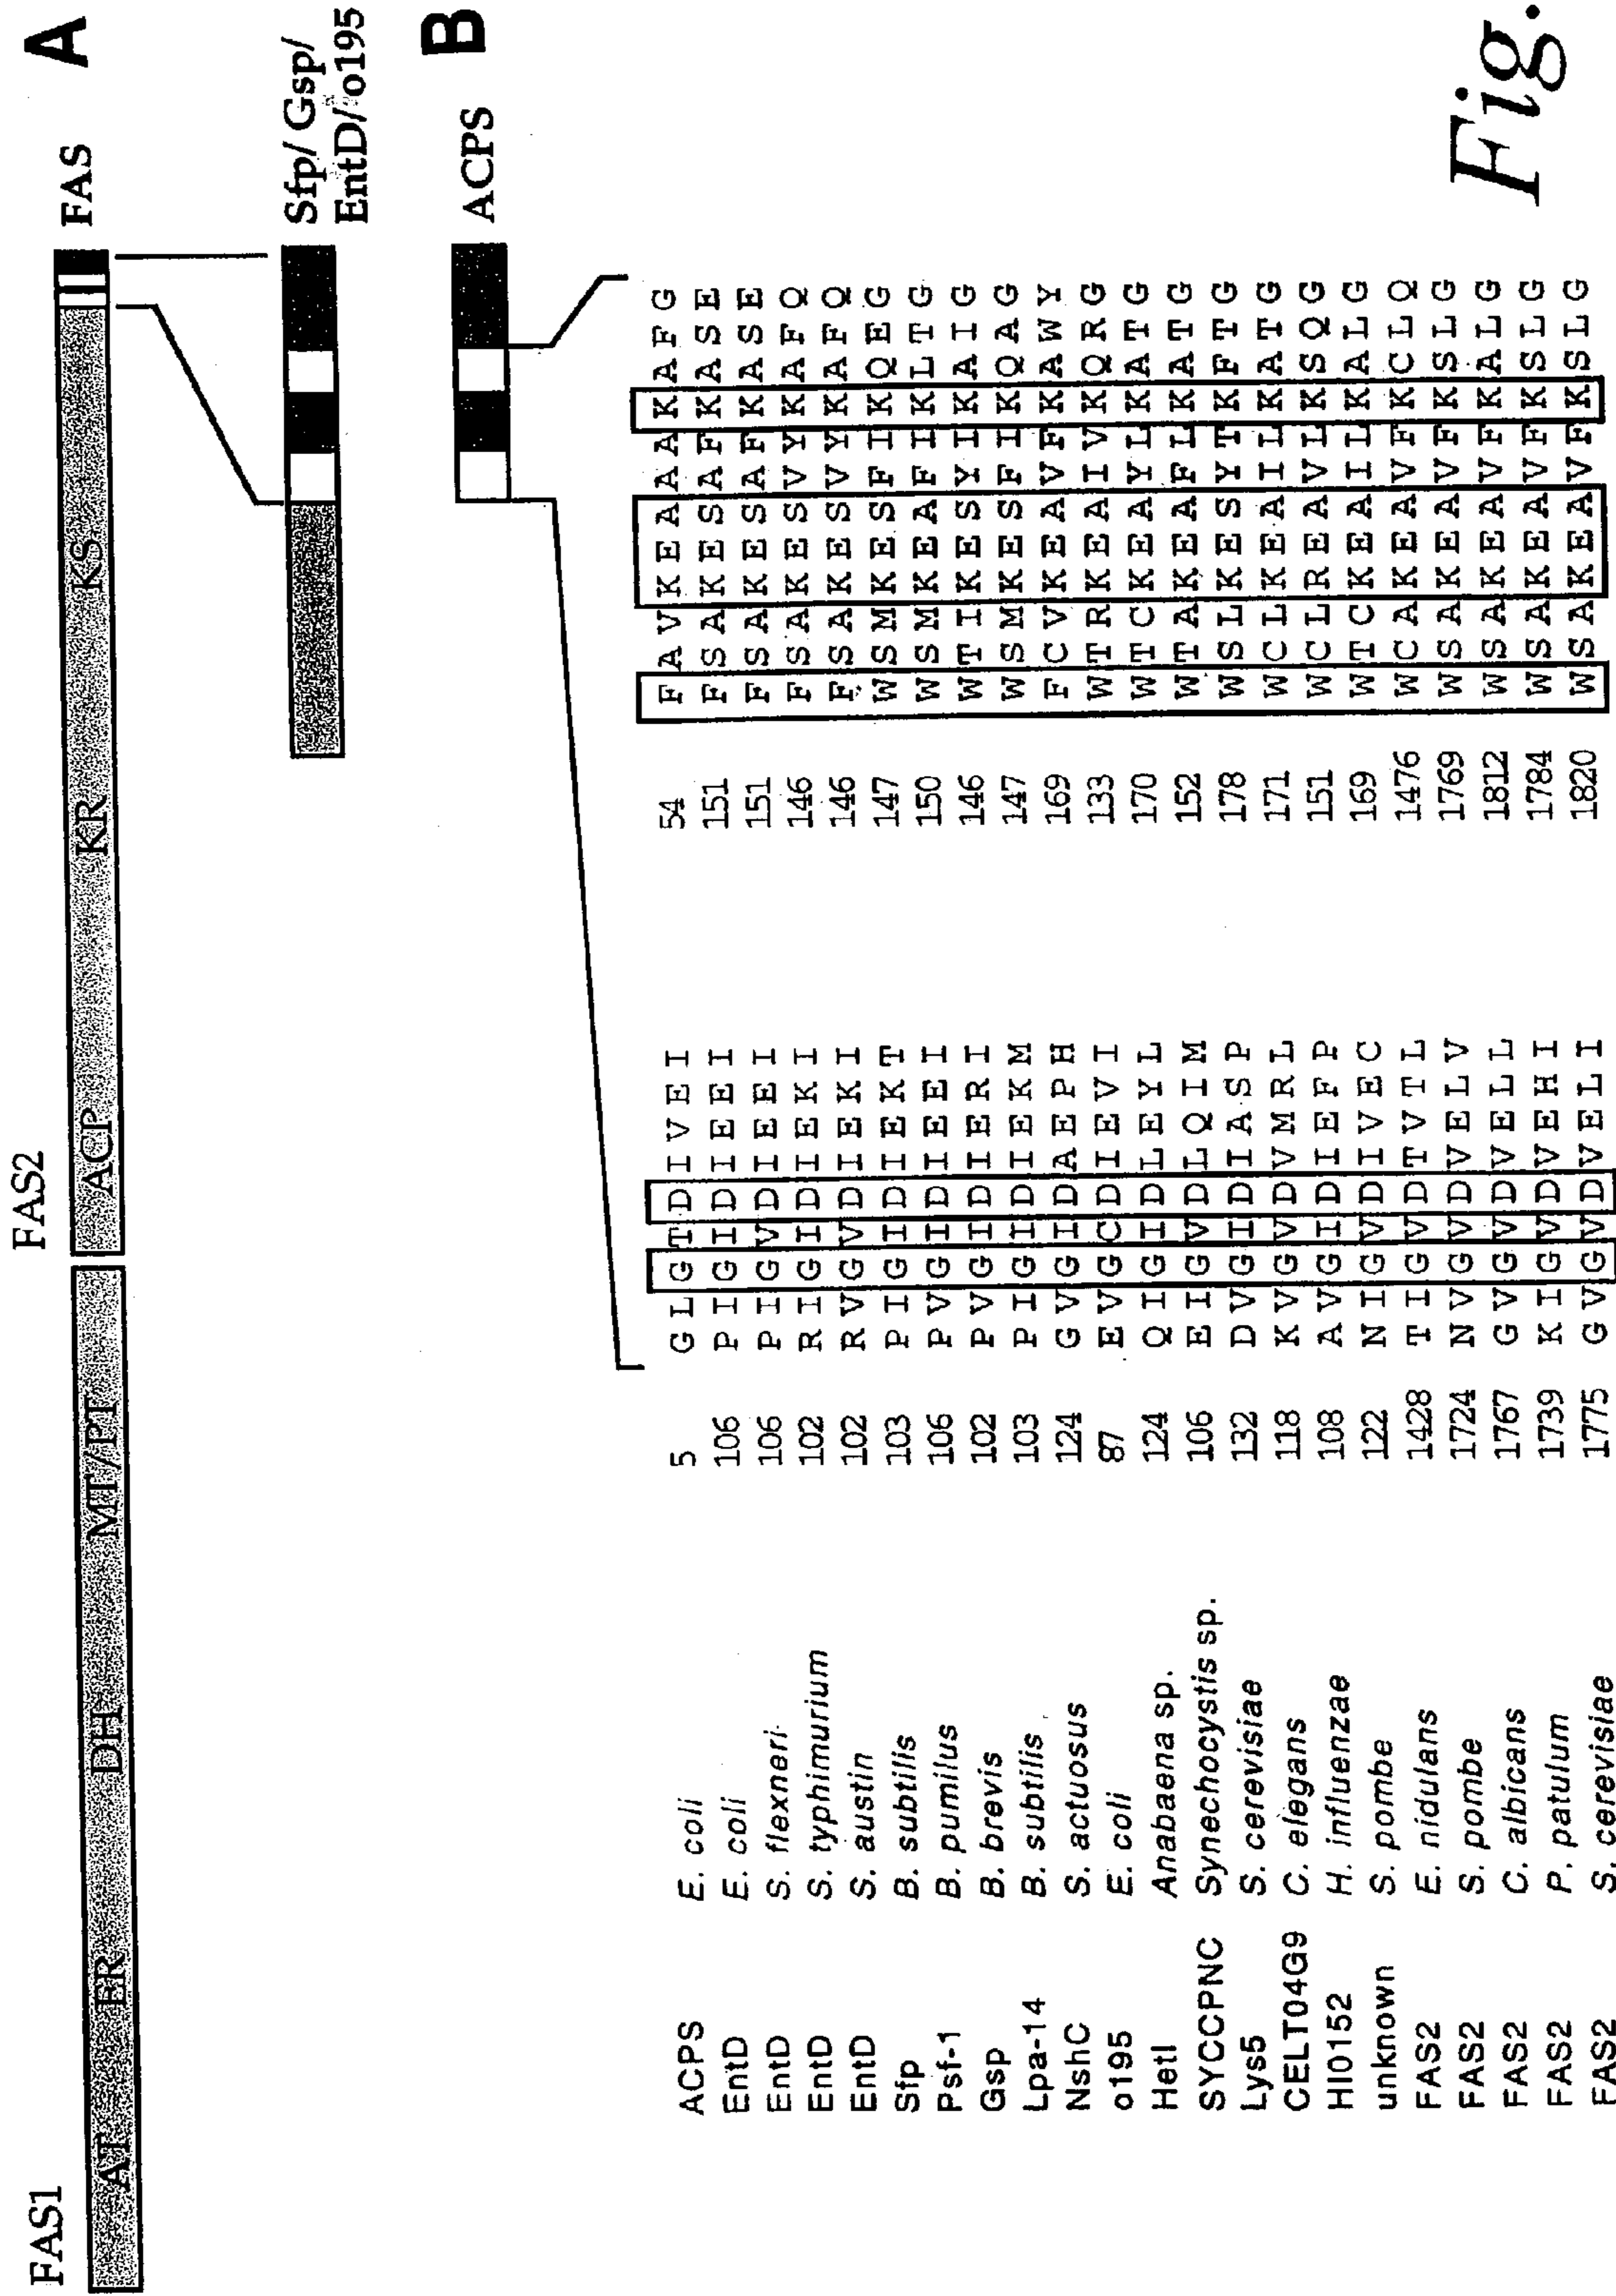 FAS1 FAS2
AT ER DH MT/PT ACP KR KS FAS A
Sfp/ Gsp/
EntD/ o195
ACPS B
ACPS E. coli 5 G L G T D I V E I 54 F A V K E A A A K A F G
EntD E. coli 106 P I G I D I E E I 151 F S A K E S A F K A S E
EntD S. flexneri 106 P I G V D I E E I 151 F S A K E S A F K A S E
EntD S. typhimurium 102 R I G I D I E K I 146 F S A K E S V Y K A F Q
EntD S. austin 102 R V G V D I E K I 146 F S A K E S V Y K A F Q
Sfp B. subtilis 103 P I G I D I E K T 147 W S M K E S F I K Q E G
Psf-1 B. pumilus 106 P V G I D I E E I 150 W S M K E A F I K L T G
Gsp B. brevis 102 P V G I D I E R I 146 W T I K E S Y I K A I G
Lpa-14 B. subtilis 103 P I G I D I E K M 147 W S M K E S F I K Q A G
NshC S. actuosus 124 G V G I D A E P H 169 F C V K E A V F K A W Y
o195 E. coli 87 E V G C D I E V I 133 W T R K E A I V K Q R G
HetI Anabaena sp. 124 Q I G I D L E Y L 170 W T C K E A Y L K A T G
SYCCPNC Synechocystis sp. 106 E I G V D L Q I M 152 W T A K E A F L K A T G
Lys5 S. cerevisiae 132 D V G I D I A S P 178 W S L K E S Y T K F T G
CELT04G9 C. elegans 118 K V G V D V M R L 171 W C L K E A I L K A T G
HI0152 H. influenzae 108 A V G I D I E F P 151 W C L R E A V L K S Q G
unknown S. pombe 122 N I G V D I V E C 169 W T C K E A I L K A L G
FAS2 E. nidulans 1428 T I G V D T V T L 1476 W C A K E A V F K C L Q
FAS2 S. pombe 1724 N V G V D V E L V 1769 W S A K E A V F K S L G
FAS2 C. albicans 1767 G V G V D V E L L 1812 W S A K E A V F K A L G
FAS2 P. patulum 1739 K I G V D V E H I 1784 W S A K E A V F K S L G
FAS2 S. cerevisiae 1775 G V G V D V E L I 1820 W S A K E A V F K S L G
Fig.